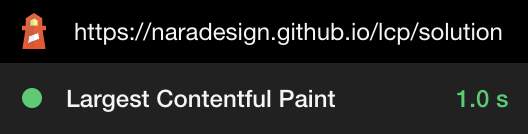 https://naradesign.github.io/lcp/solution
Largest Contentful Paint 1.0 s